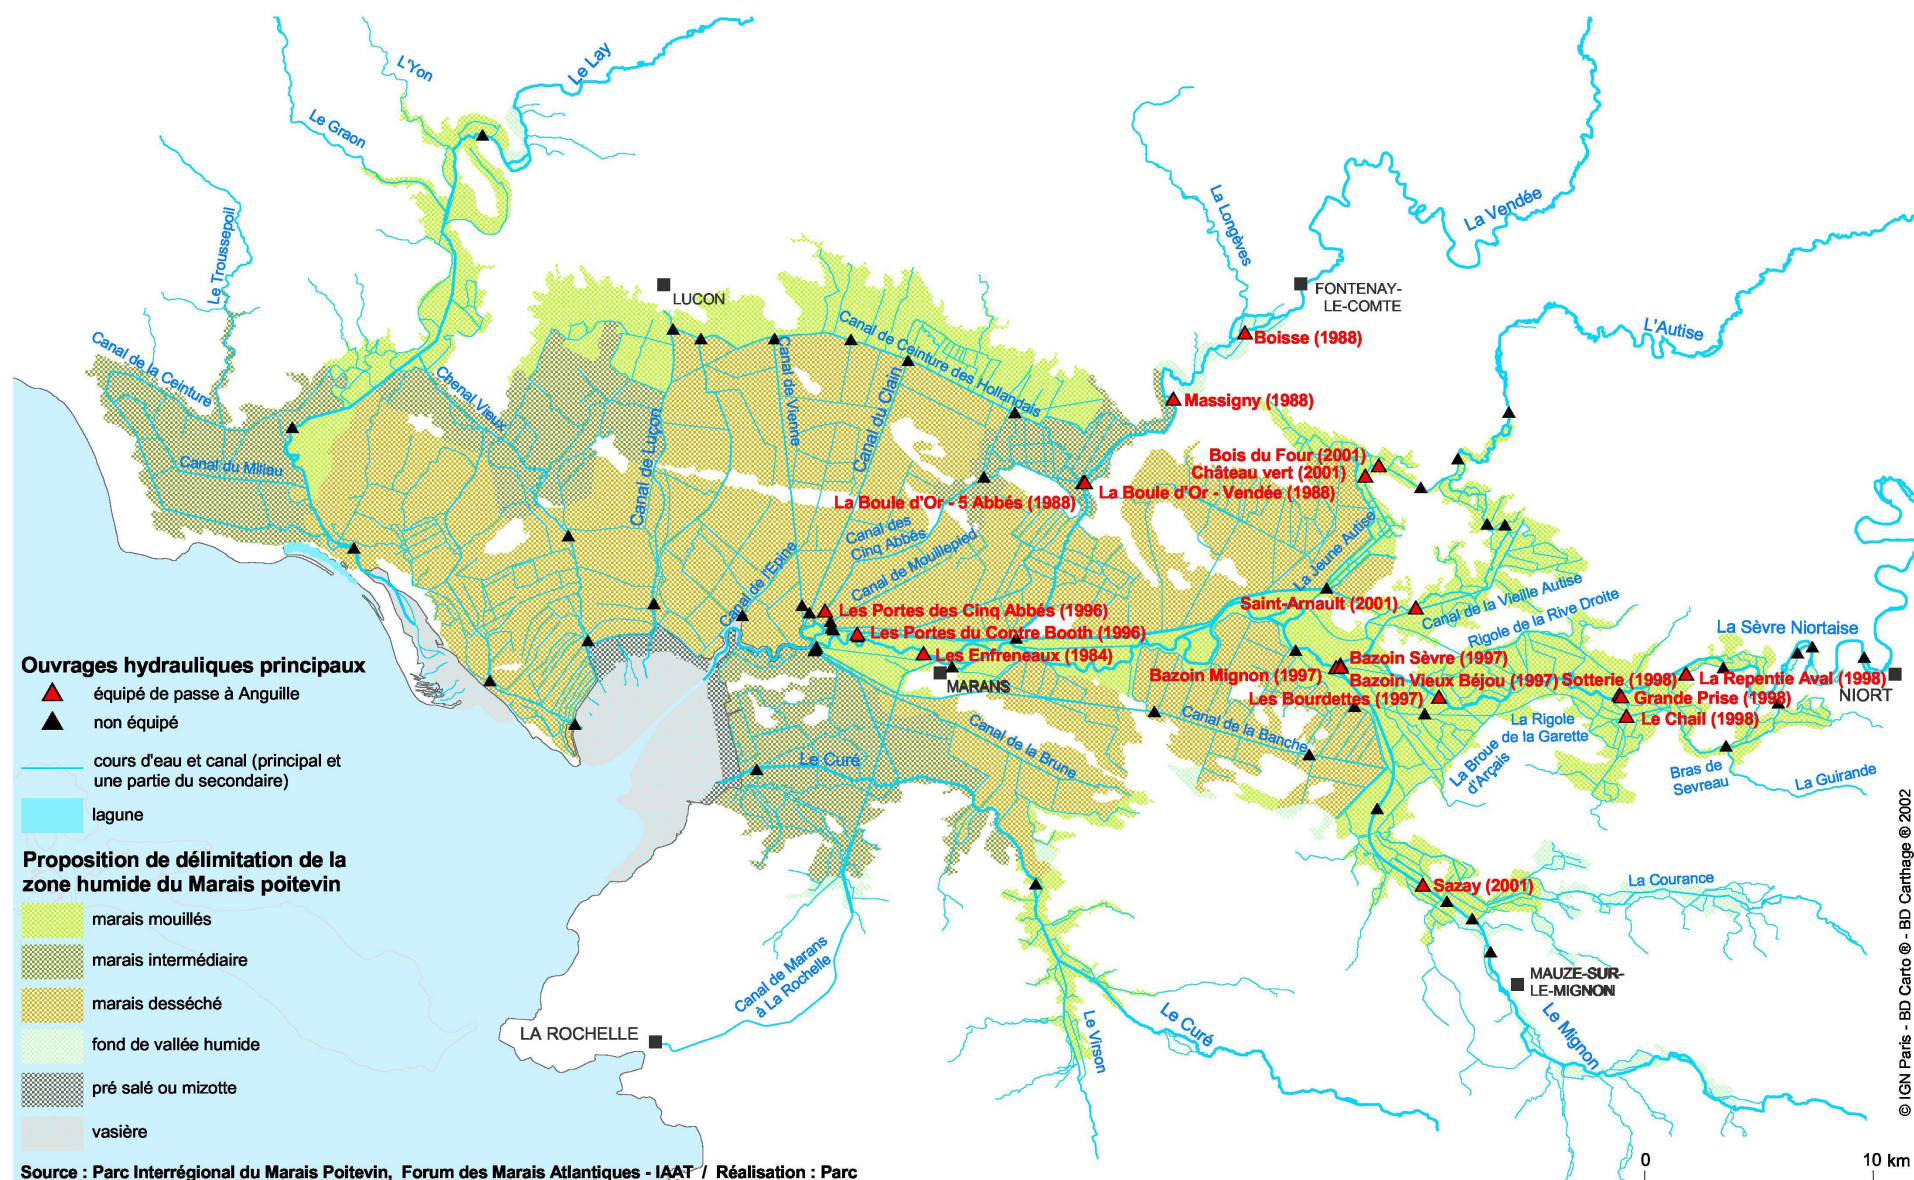 L'Yon
Le Lay
Le Graon
Le Troussepoil
La Longèves
La Vendée
LUCON
FONTENAY-
LE-COMTE
Boisse (1988)
L'Autise
Canal de la Ceinture
Chenal Vieux
Canal de Vienne
Canal de Ceinture des Hollandais
Canal du Clain
Massigny (1988)
Canal de Luçon
Canal du Milieu
Bois du Four (2001)
Château vert (2001)
La Boule d'Or - Vendée (1988)
La Boule d'Or - 5 Abbés (1988)
Canal des
Cinq Abbés
Canal de Mouillepied
Canal de l'Epine
La Jeune Autise
Saint-Arnault (2001)
Canal de la Vieille Autise
Rigole de la Rive Droite
La Sèvre Niortaise
Les Portes des Cinq Abbés (1996)
Les Portes du Contre Booth (1996)
Les Enfreneaux (1984)
MARANS
Bazoin Sèvre (1997)
Bazoin Mignon (1997)
Bazoin Vieux Béjou (1997)
Sotterie (1998)
La Repentie Aval (1998)
Les Bourdettes (1997)
Grande Prise (1998)
NIORT
Le Chail (1998)
Canal de la Banche
La Rigole
de la Garette
La Broue
d'Arçais
Bras de
Sevreau
La Guirande
Canal de la Brune
Le Curé
Sazay (2001)
La Courance
MAUZE-SUR-
LE-MIGNON
Le Mignon
Canal de Marans
à La Rochelle
LA ROCHELLE
Le Virson
Le Curé
Ouvrages hydrauliques principaux
équipé de passe à Anguille
non équipé
cours d'eau et canal (principal et
une partie du secondaire)
lagune
Proposition de délimitation de la
zone humide du Marais poitevin
marais mouillés
marais intermédiaire
marais desséché
fond de vallée humide
pré salé ou mizotte
vasière
Source : Parc Interrégional du Marais Poitevin, Forum des Marais Atlantiques - IAAT / Réalisation : Parc
0 10 km
© IGN Paris - BD Carto ® - BD Carthage ® 2002